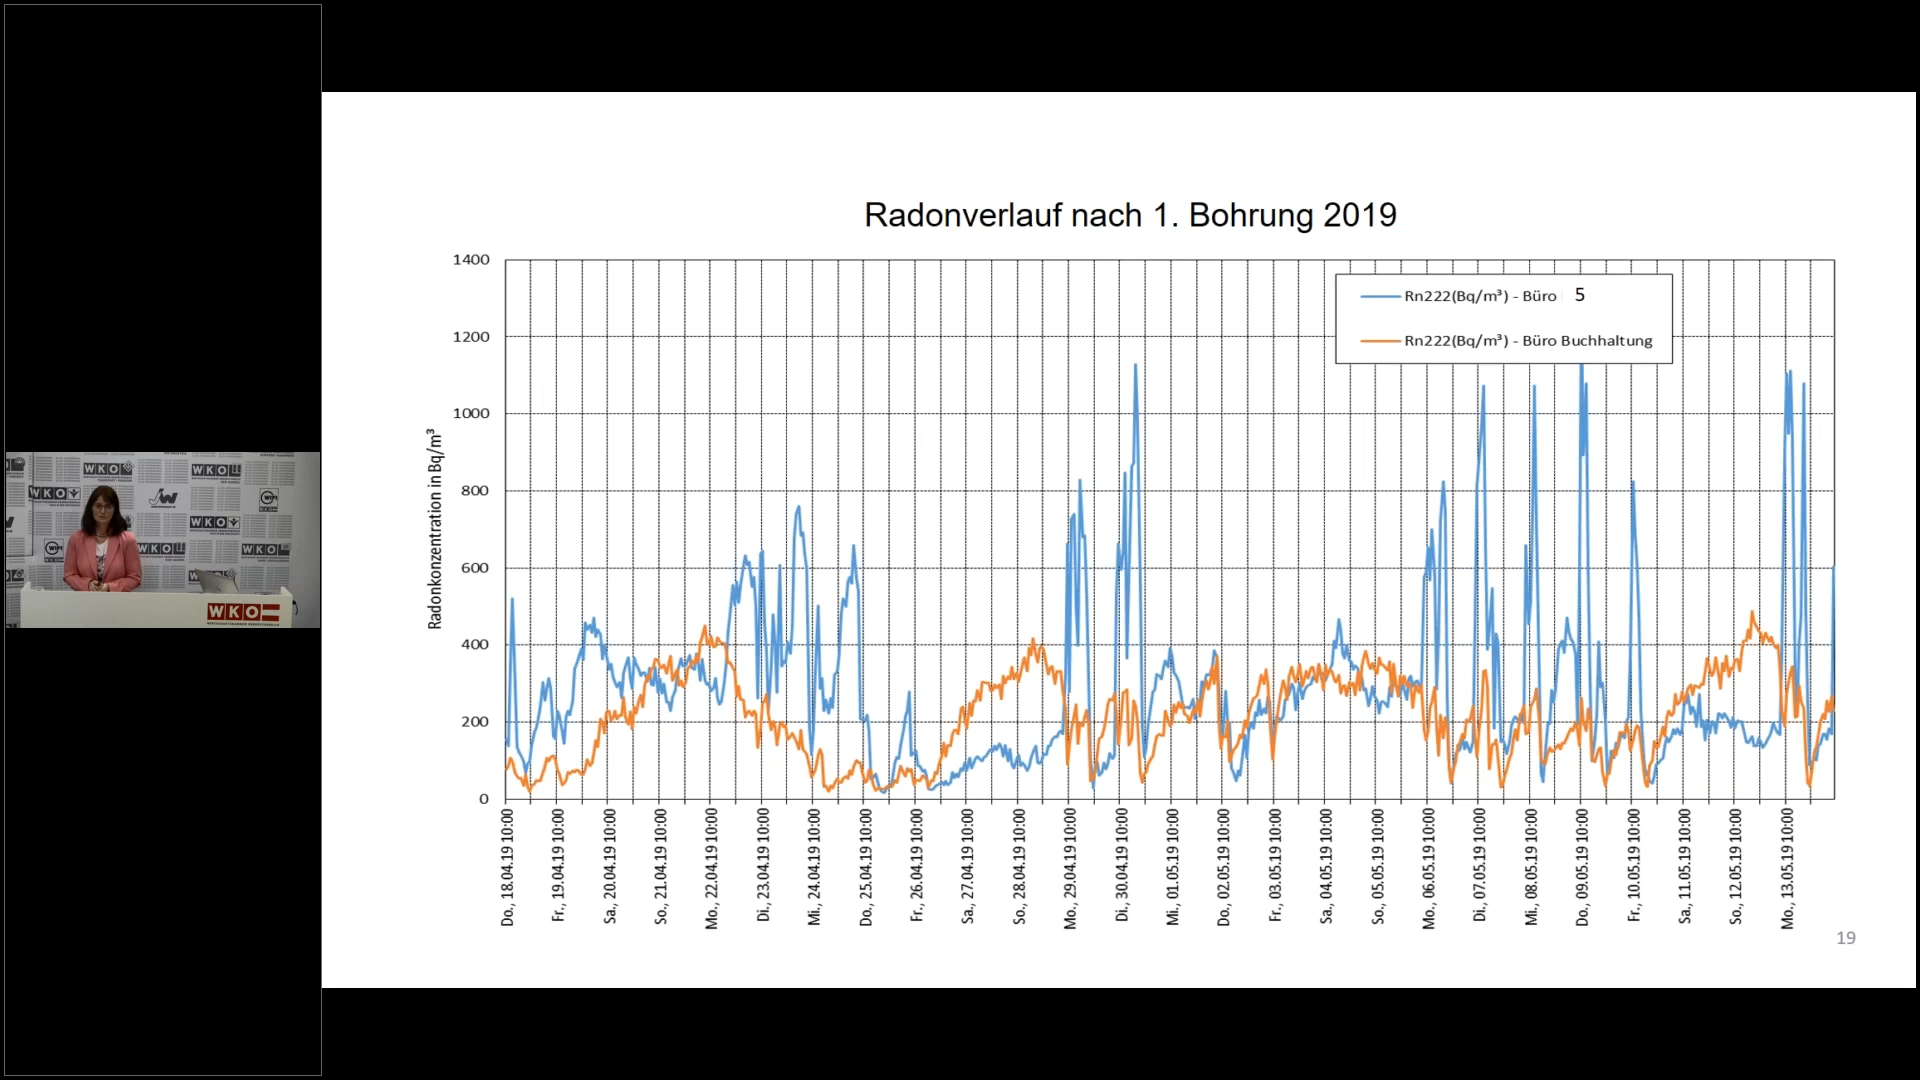 Radonverlauf nach 1. Bohrung 2019
Radonkonzentration in Bq/m³
1400
1200
1000
800
600
400
200
0
Rn222(Bq/m³) - Büro 5
Rn222(Bq/m³) - Büro Buchhaltung
Do., 18.04.19 10:00
Fr., 19.04.19 10:00
Sa., 20.04.19 10:00
So., 21.04.19 10:00
Mo., 22.04.19 10:00
Di., 23.04.19 10:00
Mi., 24.04.19 10:00
Do., 25.04.19 10:00
Fr., 26.04.19 10:00
Sa., 27.04.19 10:00
So., 28.04.19 10:00
Mo., 29.04.19 10:00
Di., 30.04.19 10:00
Mi., 01.05.19 10:00
Do., 02.05.19 10:00
Fr., 03.05.19 10:00
Sa., 04.05.19 10:00
So., 05.05.19 10:00
Mo., 06.05.19 10:00
Di., 07.05.19 10:00
Mi., 08.05.19 10:00
Do., 09.05.19 10:00
Fr., 10.05.19 10:00
Sa., 11.05.19 10:00
So., 12.05.19 10:00
Mo., 13.05.19 10:00
19
WKO
WKO
WKO
WIFI
WKO
WIFI
WKO
WKO
WKO
WKO